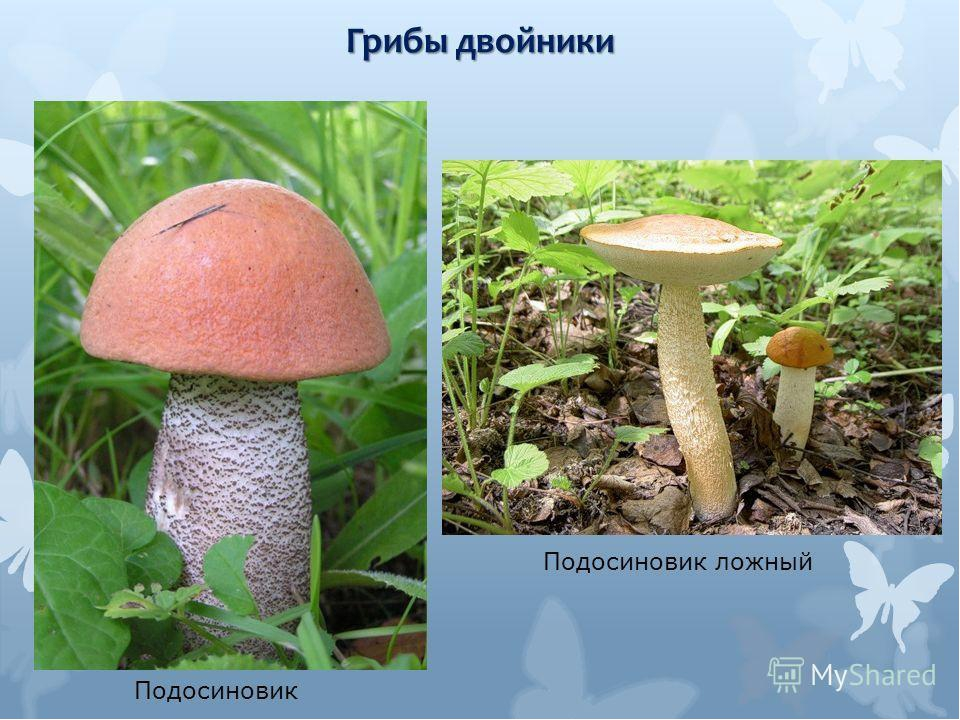 Грибы двойники
Подосиновик ложный
Подосиновик
MyShared